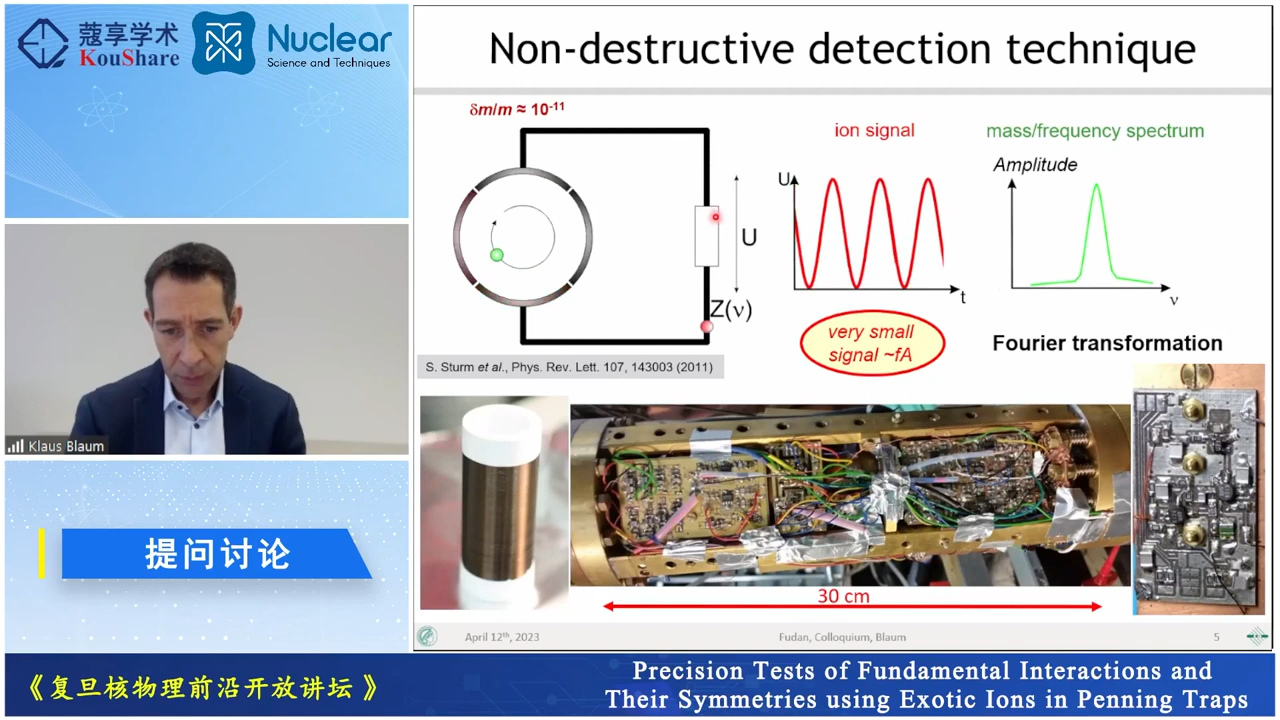 蔻享学术
KouShare
Nuclear
Science and Techniques
Klaus Blaum
提问讨论
《复旦核物理前沿开放讲坛》
Non-destructive detection technique
δm/m ≈ 10⁻¹¹
U
Z(ν)
S. Sturm et al., Phys. Rev. Lett. 107, 143003 (2011)
ion signal
U
t
very small
signal ~fA
mass/frequency spectrum
Amplitude
ν
Fourier transformation
30 cm
April 12th, 2023
Fudan, Colloquium, Blaum
5
Precision Tests of Fundamental Interactions and
Their Symmetries using Exotic Ions in Penning Traps